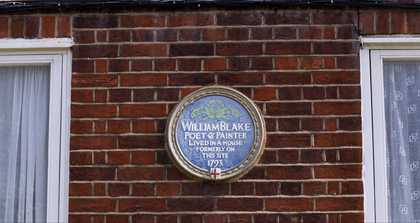 WILLIAM BLAKE
POET & PAINTER
LIVED IN A HOUSE
FORMERLY ON
THIS SITE
1793